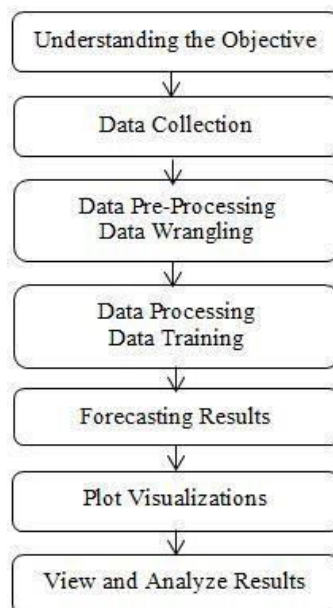 Understanding the Objective
Data Collection
Data Pre-Processing
Data Wrangling
Data Processing
Data Training
Forecasting Results
Plot Visualizations
View and Analyze Results